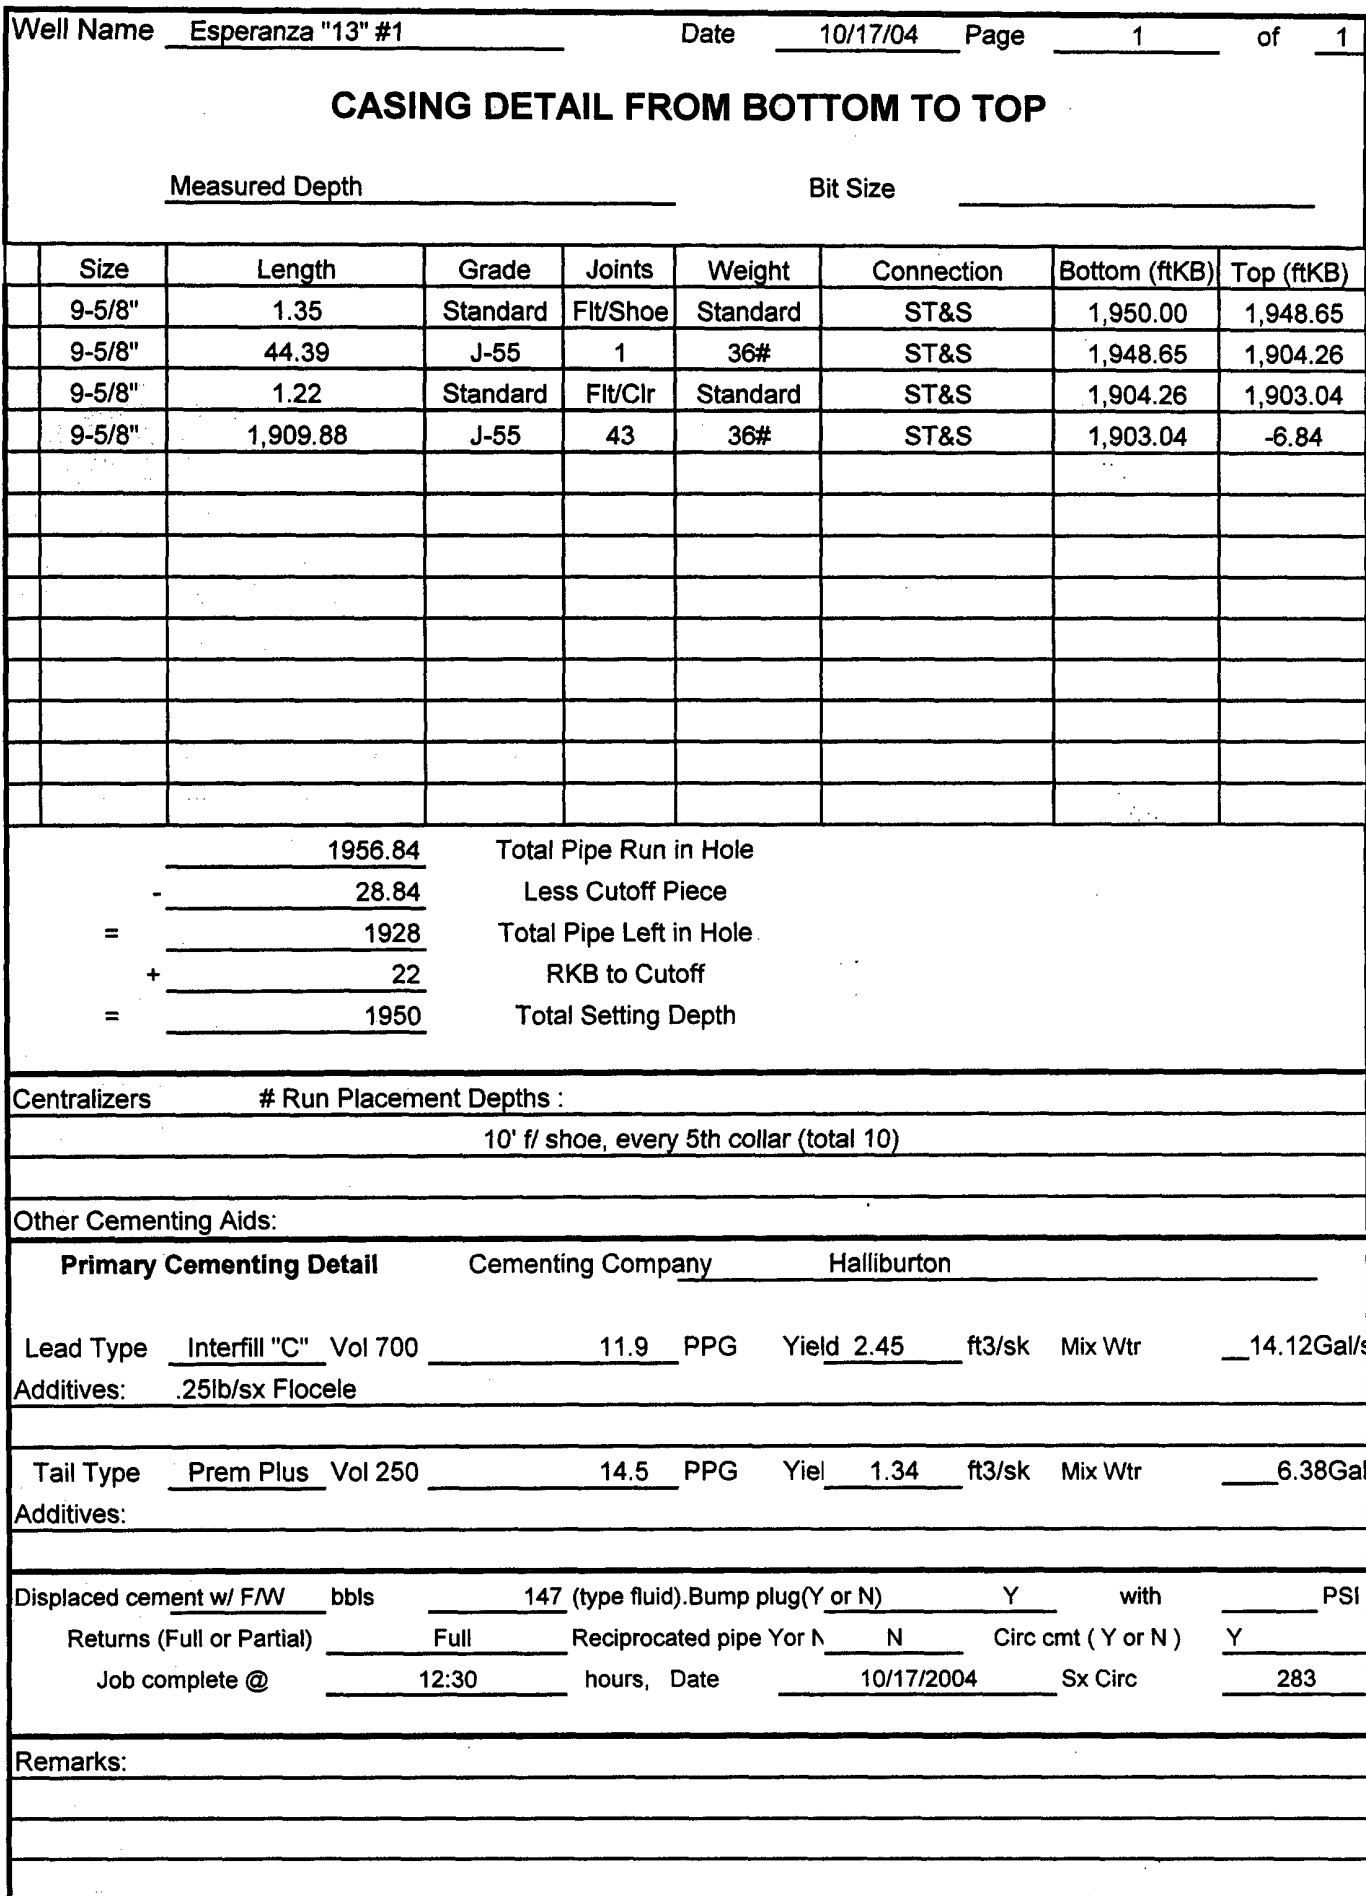 Well Name Esperanza "13" #1 Date 10/17/04 Page 1 of 1
CASING DETAIL FROM BOTTOM TO TOP
Measured Depth Bit Size
Size Length Grade Joints Weight Connection Bottom (ftKB) Top (ftKB)
9-5/8" 1.35 Standard Flt/Shoe Standard ST&S 1,950.00 1,948.65
9-5/8" 44.39 J-55 1 36# ST&S 1,948.65 1,904.26
9-5/8" 1.22 Standard Flt/Clr Standard ST&S 1,904.26 1,903.04
9-5/8" 1,909.88 J-55 43 36# ST&S 1,903.04 -6.84
1956.84 Total Pipe Run in Hole
- 28.84 Less Cutoff Piece
= 1928 Total Pipe Left in Hole
+ 22 RKB to Cutoff
= 1950 Total Setting Depth
Centralizers # Run Placement Depths :
10' f/ shoe, every 5th collar (total 10)
Other Cementing Aids:
Primary Cementing Detail Cementing Company Halliburton
Lead Type Interfill "C" Vol 700 11.9 PPG Yield 2.45 ft3/sk Mix Wtr 14.12Gal/s
Additives: .25lb/sx Flocele
Tail Type Prem Plus Vol 250 14.5 PPG Yiel 1.34 ft3/sk Mix Wtr 6.38Gal
Additives:
Displaced cement w/ F/W bbls 147 (type fluid).Bump plug(Y or N) Y with PSI
Returns (Full or Partial) Full Reciprocated pipe Yor N N Circ cmt ( Y or N ) Y
Job complete @ 12:30 hours, Date 10/17/2004 Sx Circ 283
Remarks: